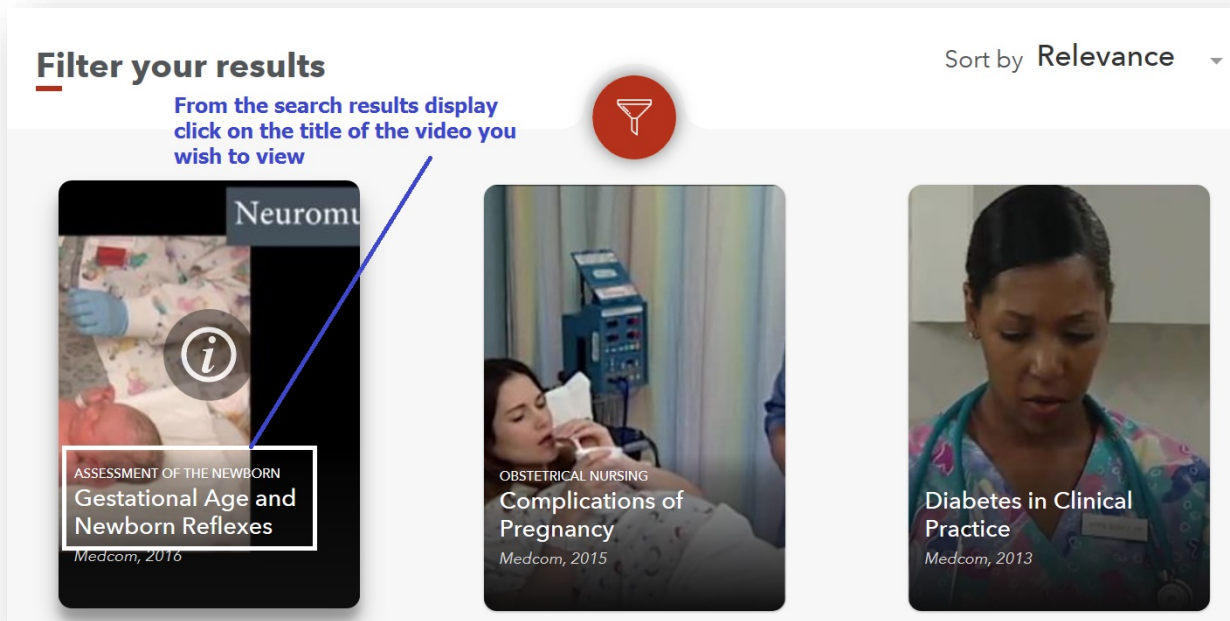 Filter your results
Sort by Relevance
From the search results display
click on the title of the video you
wish to view
Neuromu
i
ASSESSMENT OF THE NEWBORN
Gestational Age and
Newborn Reflexes
Medcom, 2016
OBSTETRICAL NURSING
Complications of
Pregnancy
Medcom, 2015
Diabetes in Clinical
Practice
Medcom, 2013